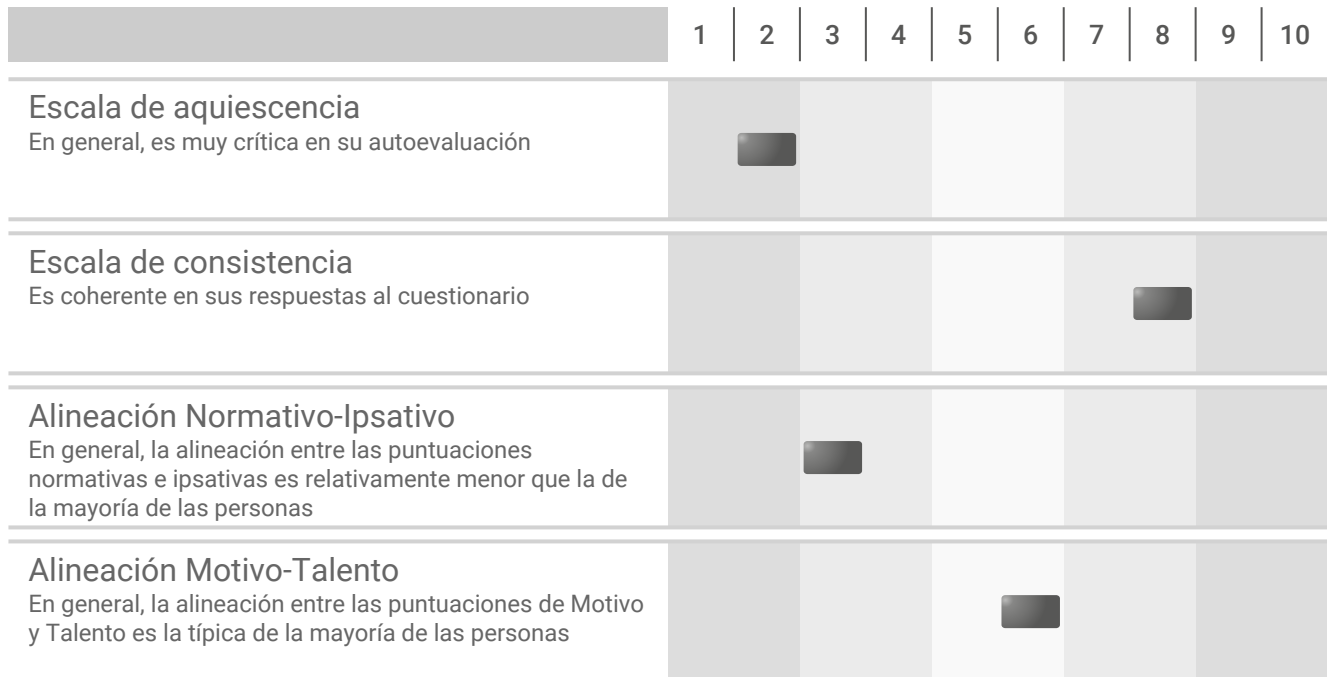 1 2 3 4 5 6 7 8 9 10
Escala de aquiescencia
En general, es muy crítica en su autoevaluación
Escala de consistencia
Es coherente en sus respuestas al cuestionario
Alineación Normativo-Ipsativo
En general, la alineación entre las puntuaciones
normativas e ipsativas es relativamente menor que la de
la mayoría de las personas
Alineación Motivo-Talento
En general, la alineación entre las puntuaciones de Motivo
y Talento es la típica de la mayoría de las personas